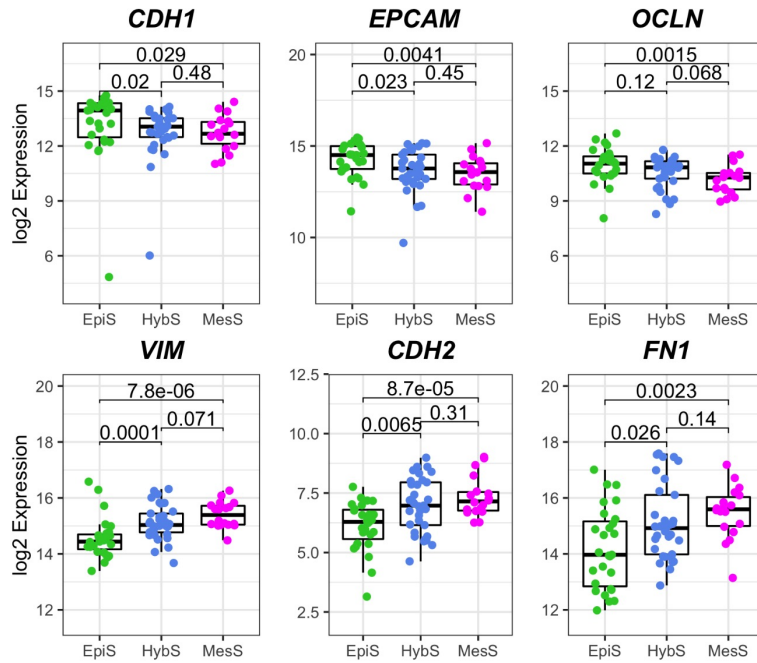 CDH1 EPCAM OCLN
0.029 0.0041 0.0015
0.02 0.48 0.023 0.45 0.12 0.068
log2 Expression
15
12
9
6
20
15
10
15
12
9
6
EpiS HybS MesS EpiS HybS MesS EpiS HybS MesS
VIM CDH2 FN1
7.8e-06 8.7e-05 0.0023
0.0001 0.071 0.0065 0.31 0.026 0.14
log2 Expression
20
18
16
14
12
12.5
10.0
7.5
5.0
2.5
20
18
16
14
12
EpiS HybS MesS EpiS HybS MesS EpiS HybS MesS